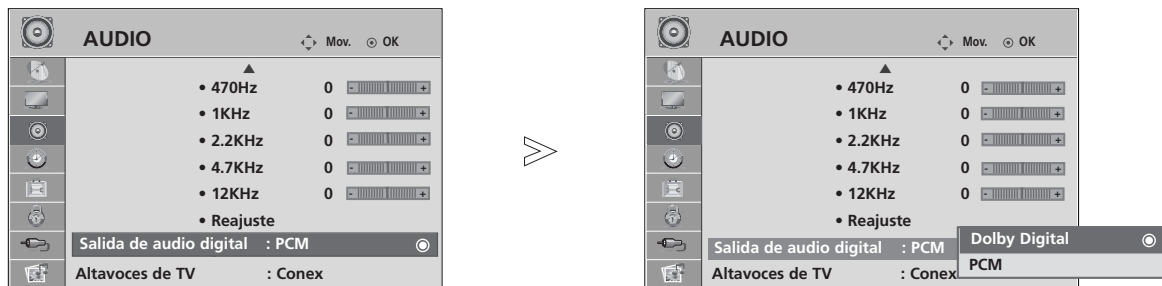 AUDIO Mov. OK
• 470Hz 0 - +
• 1KHz 0 - +
• 2.2KHz 0 - +
• 4.7KHz 0 - +
• 12KHz 0 - +
• Reajuste
Salida de audio digital : PCM
Altavoces de TV : Conex
>
AUDIO Mov. OK
• 470Hz 0 - +
• 1KHz 0 - +
• 2.2KHz 0 - +
• 4.7KHz 0 - +
• 12KHz 0 - +
• Reajuste
Salida de audio digital : PCM
Altavoces de TV : Conex
Dolby Digital
PCM